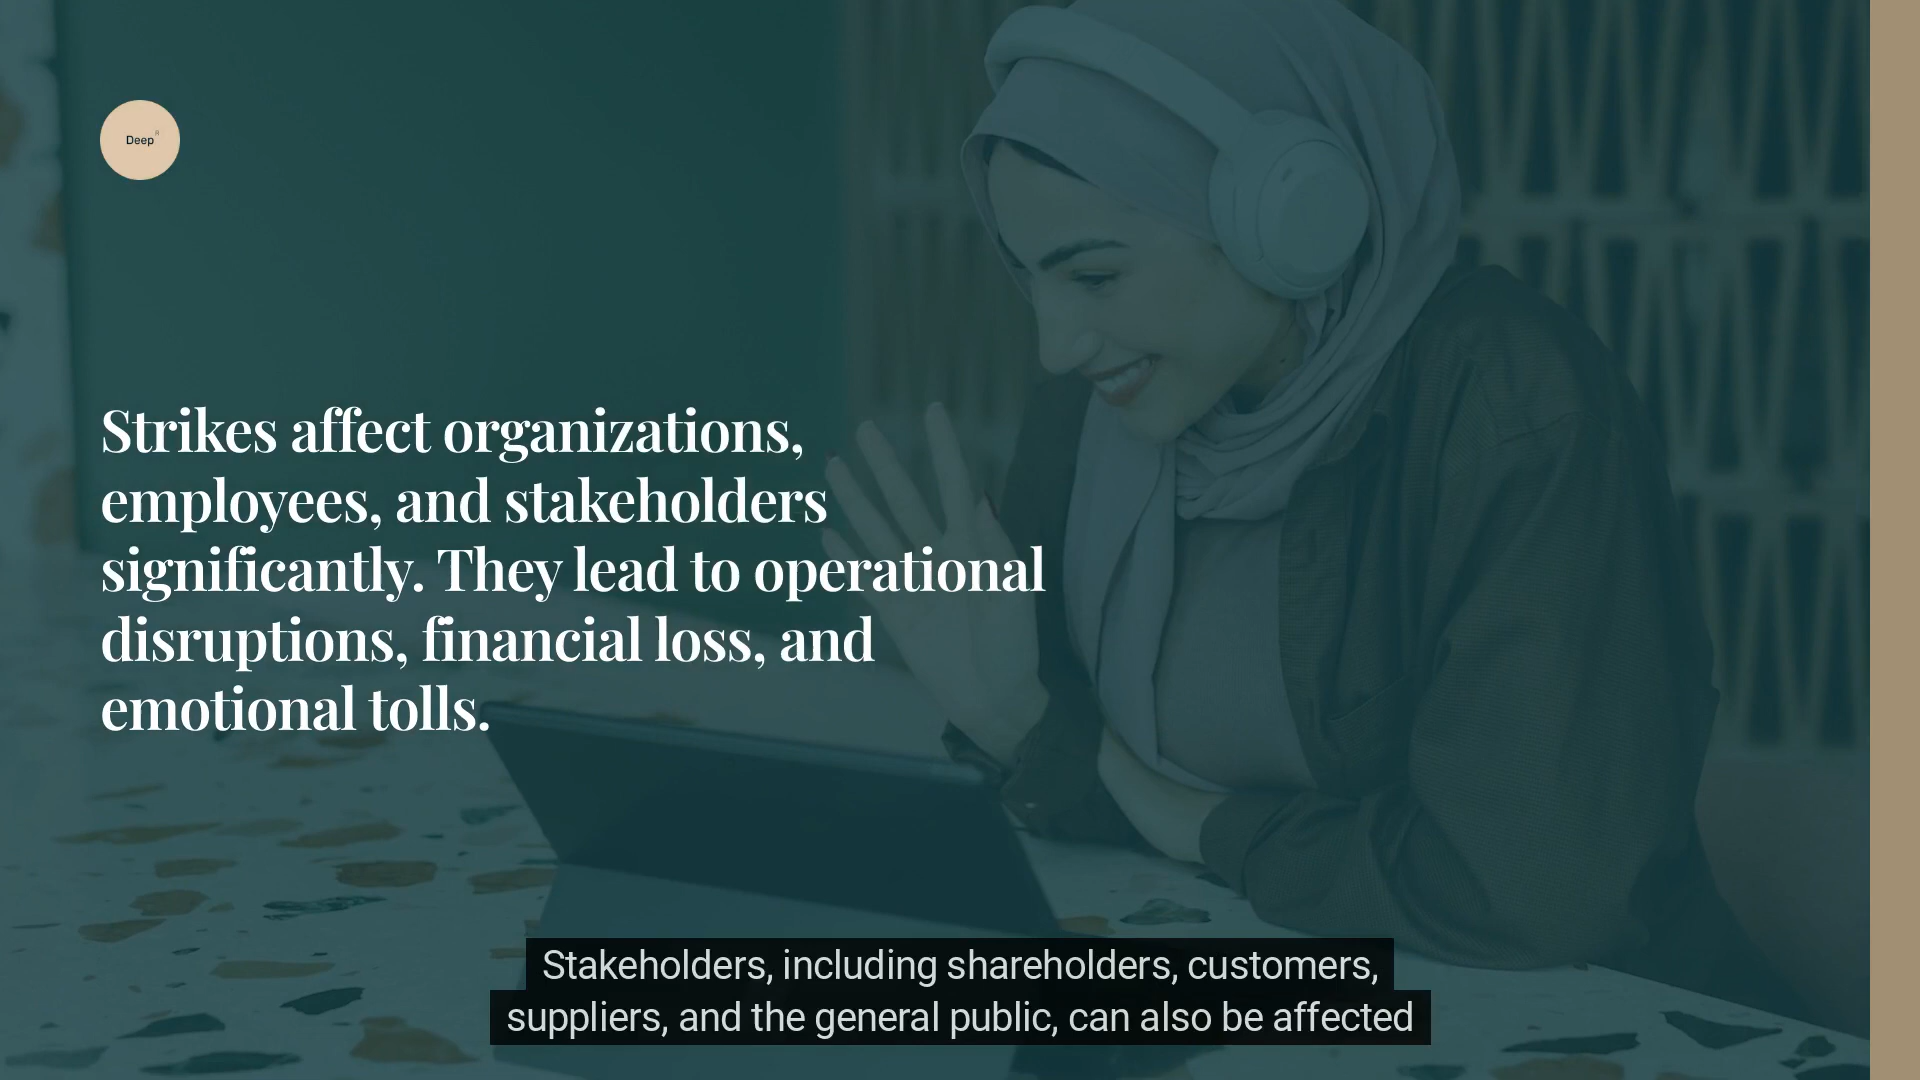 Deep
Strikes affect organizations,
employees, and stakeholders
significantly. They lead to operational
disruptions, financial loss, and
emotional tolls.
Stakeholders, including shareholders, customers,
suppliers, and the general public, can also be affected